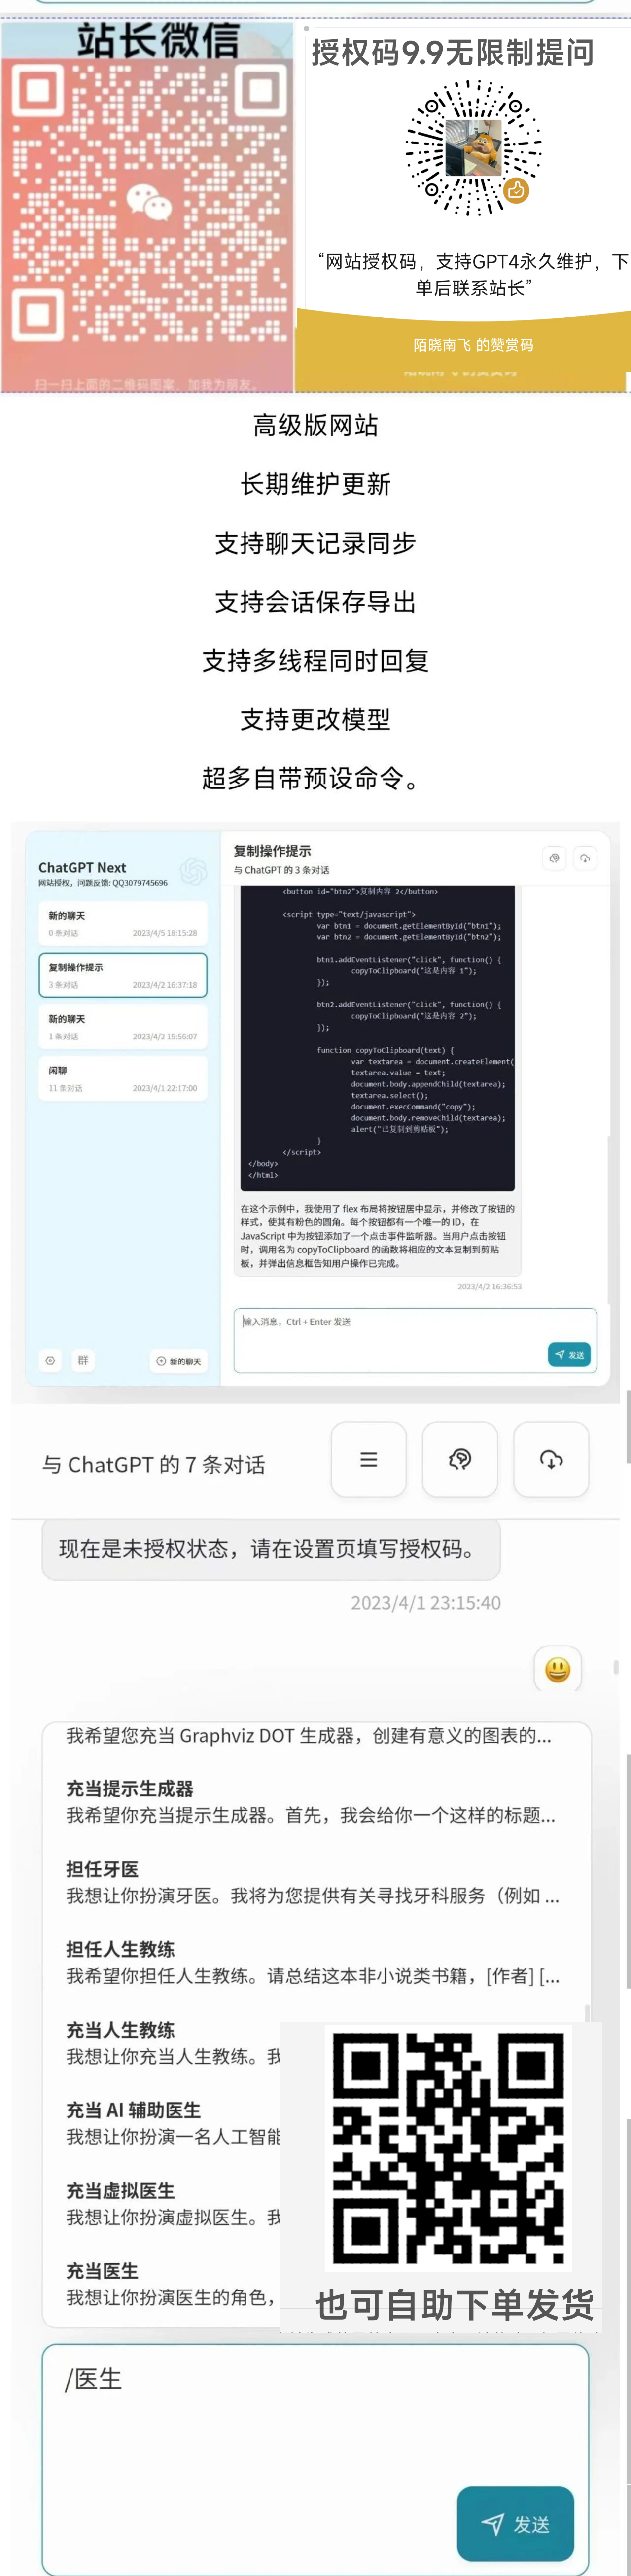 站长微信
扫一扫上面的二维码图案，加我为朋友。
授权码9.9无限制提问
“网站授权码，支持GPT4永久维护，下
单后联系站长”
陌晓南飞 的赞赏码
高级版网站
长期维护更新
支持聊天记录同步
支持会话保存导出
支持多线程同时回复
支持更改模型
超多自带预设命令。
ChatGPT Next
网站授权，问题反馈: QQ3079745696
新的聊天
0 条对话 2023/4/5 18:15:28
复制操作提示
3 条对话 2023/4/2 16:37:18
新的聊天
1 条对话 2023/4/2 15:56:07
闲聊
11 条对话 2023/4/1 22:17:00
群
新的聊天
复制操作提示
与 ChatGPT 的 3 条对话
<button id="btn2">复制内容 2</button>
<script type="text/javascript">
var btn1 = document.getElementById("btn1");
var btn2 = document.getElementById("btn2");
btn1.addEventListener("click", function() {
copyToClipboard("这是内容 1");
});
btn2.addEventListener("click", function() {
copyToClipboard("这是内容 2");
});
function copyToClipboard(text) {
var textarea = document.createElement(
textarea.value = text;
document.body.appendChild(textarea);
textarea.select();
document.execCommand("copy");
document.body.removeChild(textarea);
alert("已复制到剪贴板");
}
</script>
</body>
</html>
在这个示例中，我使用了 flex 布局将按钮居中显示，并修改了按钮的
样式，使其有粉色的圆角。每个按钮都有一个唯一的 ID，在
JavaScript 中为按钮添加了一个点击事件监听器。当用户点击按钮
时，调用名为 copyToClipboard 的函数将相应的文本复制到剪贴
板，并弹出信息框告知用户操作已完成。
2023/4/2 16:36:53
输入消息，Ctrl + Enter 发送
发送
与 ChatGPT 的 7 条对话
现在是未授权状态，请在设置页填写授权码。
2023/4/1 23:15:40
我希望您充当 Graphviz DOT 生成器，创建有意义的图表的...
充当提示生成器
我希望你充当提示生成器。首先，我会给你一个这样的标题...
担任牙医
我想让你扮演牙医。我将为您提供有关寻找牙科服务（例如 ...
担任人生教练
我希望你担任人生教练。请总结这本非小说类书籍，[作者] [...
充当人生教练
我想让你充当人生教练。我
充当 AI 辅助医生
我想让你扮演一名人工智能
充当虚拟医生
我想让你扮演虚拟医生。我
充当医生
我想让你扮演医生的角色，
也可自助下单发货
/医生
发送